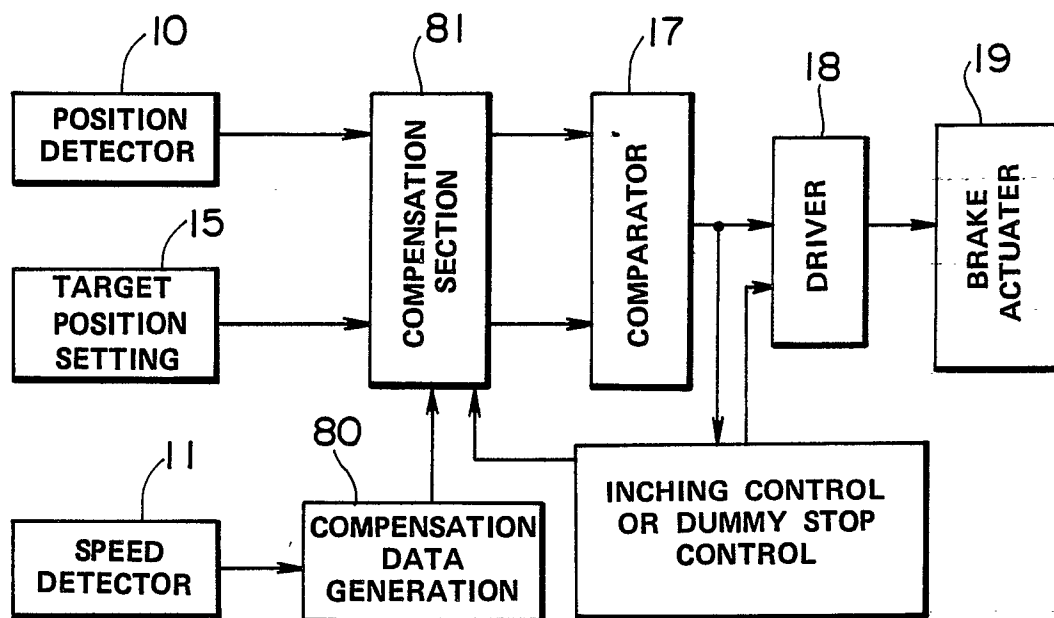 10
POSITION
DETECTOR
81
COMPENSATION
SECTION
17
COMPARATOR
18
DRIVER
19
BRAKE
ACTUATER
15
TARGET
POSITION
SETTING
11
SPEED
DETECTOR
80
COMPENSATION
DATA
GENERATION
INCHING CONTROL
OR DUMMY STOP
CONTROL